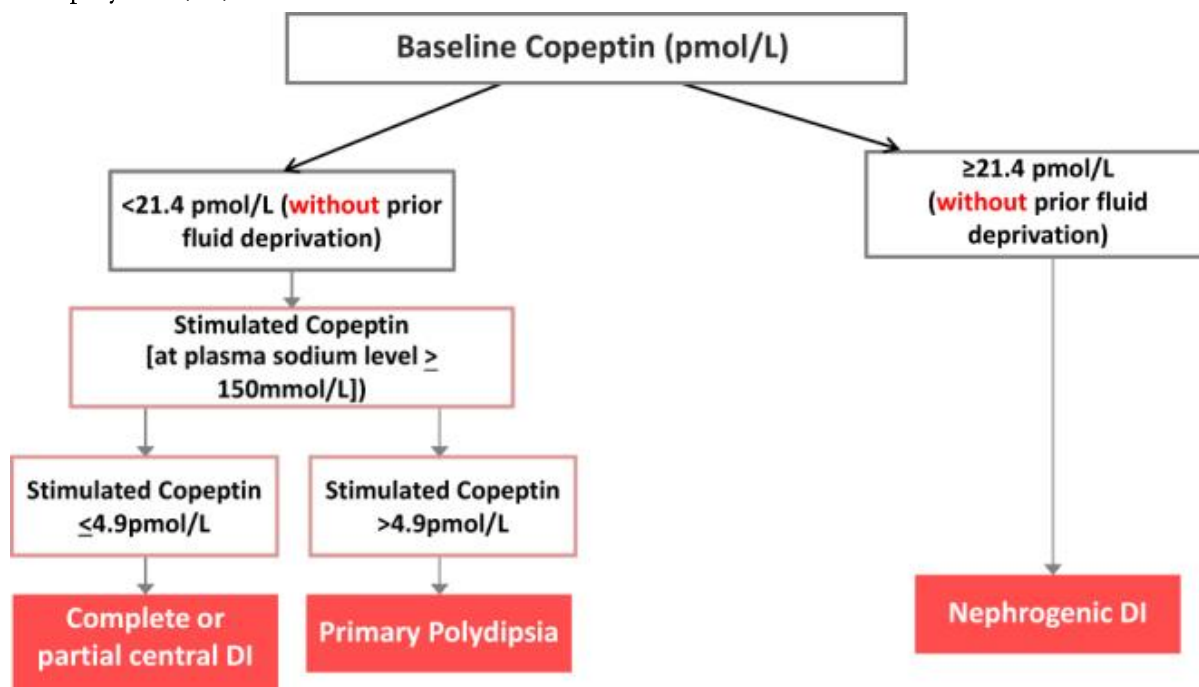 Baseline Copeptin (pmol/L)
<21.4 pmol/L (without prior
fluid deprivation)
≥21.4 pmol/L
(without prior fluid
deprivation)
Stimulated Copeptin
[at plasma sodium level ≥
150mmol/L])
Stimulated Copeptin
≤4.9pmol/L
Stimulated Copeptin
>4.9pmol/L
Complete or
partial central DI
Primary Polydipsia
Nephrogenic DI